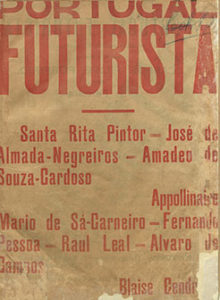 PORTUGAL
FUTURISTA
Santa Rita Pintor – José de
Almada-Negreiros – Amadeo de
Souza-Cardoso
Appollinaire
Mario de Sá-Carneiro – Fernando
Pessoa – Raul Leal – Alvaro de
Campos
Blaise Cendr